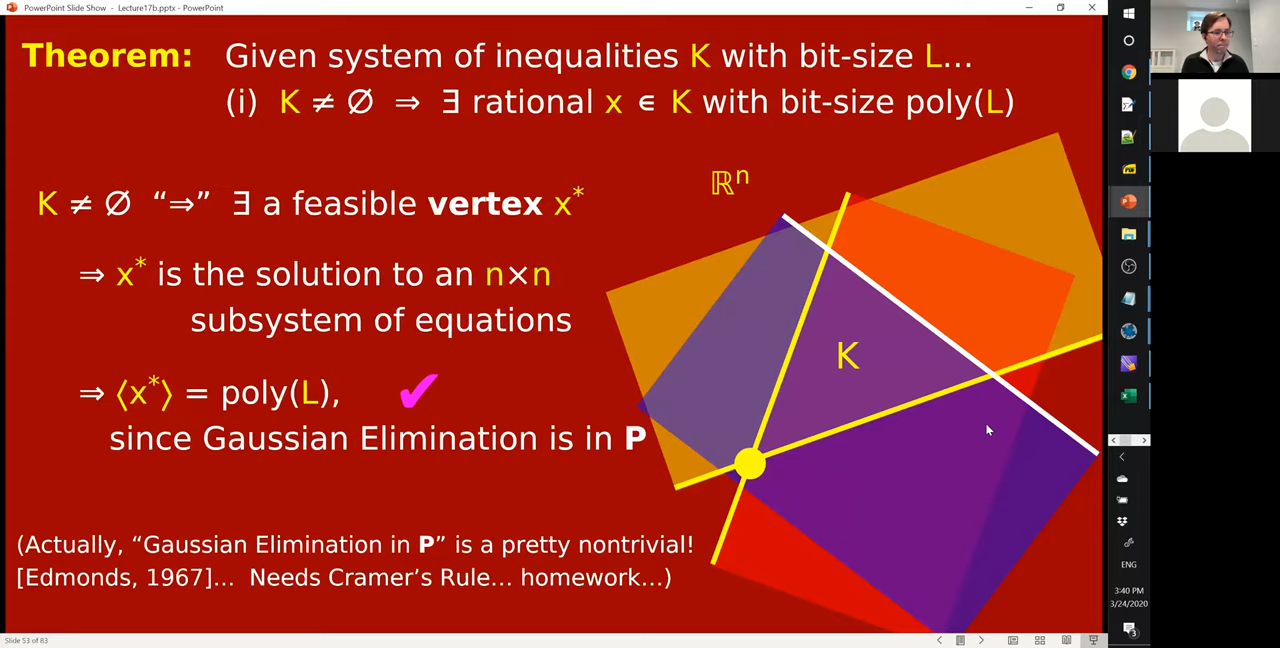 PowerPoint Slide Show - Lecture17b.pptx - PowerPoint
Theorem: Given system of inequalities K with bit-size L…
(i) K ≠ ∅ ⇒ ∃ rational x ∈ K with bit-size poly(L)
ℝⁿ
K ≠ ∅ “⇒” ∃ a feasible vertex x*
⇒ x* is the solution to an n×n
subsystem of equations
K
⇒ ⟨x*⟩ = poly(L), ✔
since Gaussian Elimination is in P
(Actually, “Gaussian Elimination in P” is a pretty nontrivial!
[Edmonds, 1967]… Needs Cramer’s Rule… homework…)
ENG
3:40 PM
3/24/2020
3
Slide 53 of 83